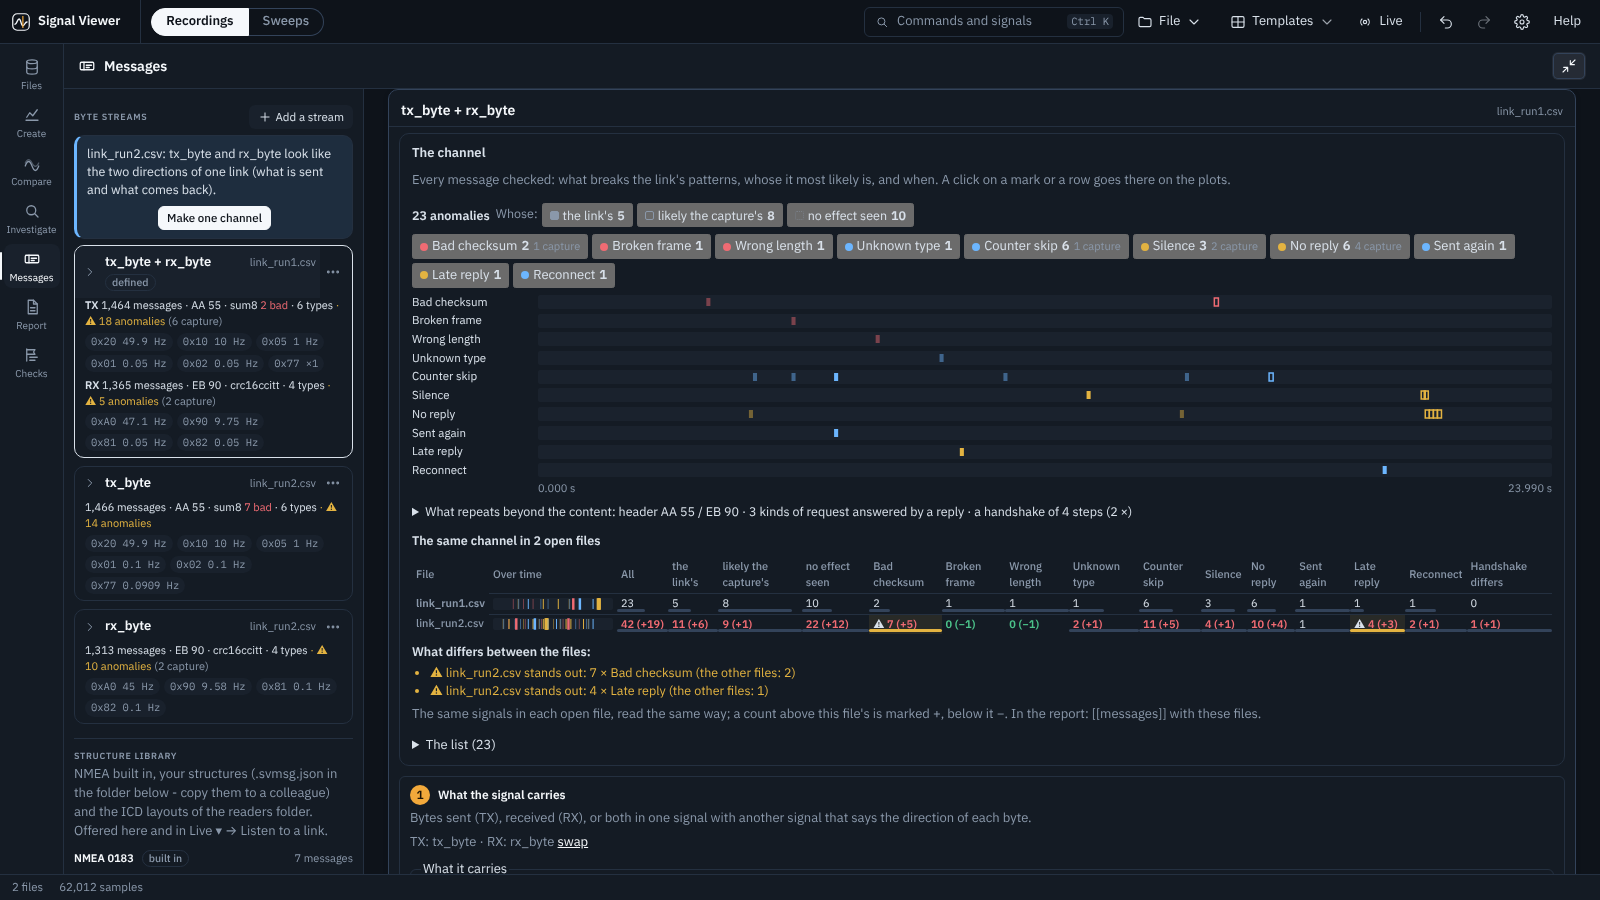 Signal Viewer
Recordings
Sweeps
Commands and signals
Ctrl K
File
Templates
Live
Help
Files
Create
Compare
Investigate
Messages
Report
Checks
Messages
BYTE STREAMS
Add a stream
link_run2.csv: tx_byte and rx_byte look like
the two directions of one link (what is sent
and what comes back).
Make one channel
tx_byte + rx_byte
link_run1.csv
defined
TX 1,464 messages · AA 55 · sum8 2 bad · 6 types ·
18 anomalies (6 capture)
0x20 49.9 Hz 0x10 10 Hz 0x05 1 Hz
0x01 0.05 Hz 0x02 0.05 Hz 0x77 ×1
RX 1,365 messages · EB 90 · crc16ccitt · 4 types ·
5 anomalies (2 capture)
0xA0 47.1 Hz 0x90 9.75 Hz
0x81 0.05 Hz 0x82 0.05 Hz
tx_byte
link_run2.csv
1,466 messages · AA 55 · sum8 7 bad · 6 types ·
14 anomalies
0x20 49.9 Hz 0x10 10 Hz 0x05 1 Hz
0x01 0.1 Hz 0x02 0.1 Hz
0x77 0.0909 Hz
rx_byte
link_run2.csv
1,313 messages · EB 90 · crc16ccitt · 4 types ·
10 anomalies (2 capture)
0xA0 45 Hz 0x90 9.58 Hz 0x81 0.1 Hz
0x82 0.1 Hz
STRUCTURE LIBRARY
NMEA built in, your structures (.svmsg.json in
the folder below - copy them to a colleague)
and the ICD layouts of the readers folder.
Offered here and in Live ▾ → Listen to a link.
NMEA 0183 built in 7 messages
tx_byte + rx_byte
link_run1.csv
The channel
Every message checked: what breaks the link's patterns, whose it most likely is, and when. A click on a mark or a row goes there on the plots.
23 anomalies Whose: the link's 5 likely the capture's 8 no effect seen 10
Bad checksum 2 1 capture Broken frame 1 Wrong length 1 Unknown type 1 Counter skip 6 1 capture Silence 3 2 capture No reply 6 4 capture Sent again 1
Late reply 1 Reconnect 1
Bad checksum
Broken frame
Wrong length
Unknown type
Counter skip
Silence
No reply
Sent again
Late reply
Reconnect
0.000 s
23.990 s
▶ What repeats beyond the content: header AA 55 / EB 90 · 3 kinds of request answered by a reply · a handshake of 4 steps (2 ×)
The same channel in 2 open files
File Over time All the link's likely the capture's no effect seen Bad checksum Broken frame Wrong length Unknown type Counter skip Silence No reply Sent again Late reply Reconnect Handshake differs
link_run1.csv 23 5 8 10 2 1 1 1 6 3 6 1 1 1 0
link_run2.csv 42 (+19) 11 (+6) 9 (+1) 22 (+12) 7 (+5) 0 (−1) 0 (−1) 2 (+1) 11 (+5) 4 (+1) 10 (+4) 1 4 (+3) 2 (+1) 1 (+1)
What differs between the files:
• link_run2.csv stands out: 7 × Bad checksum (the other files: 2)
• link_run2.csv stands out: 4 × Late reply (the other files: 1)
The same signals in each open file, read the same way; a count above this file's is marked +, below it −. In the report: [[messages]] with these files.
▶ The list (23)
1 What the signal carries
Bytes sent (TX), received (RX), or both in one signal with another signal that says the direction of each byte.
TX: tx_byte · RX: rx_byte swap
What it carries
2 files
62,012 samples